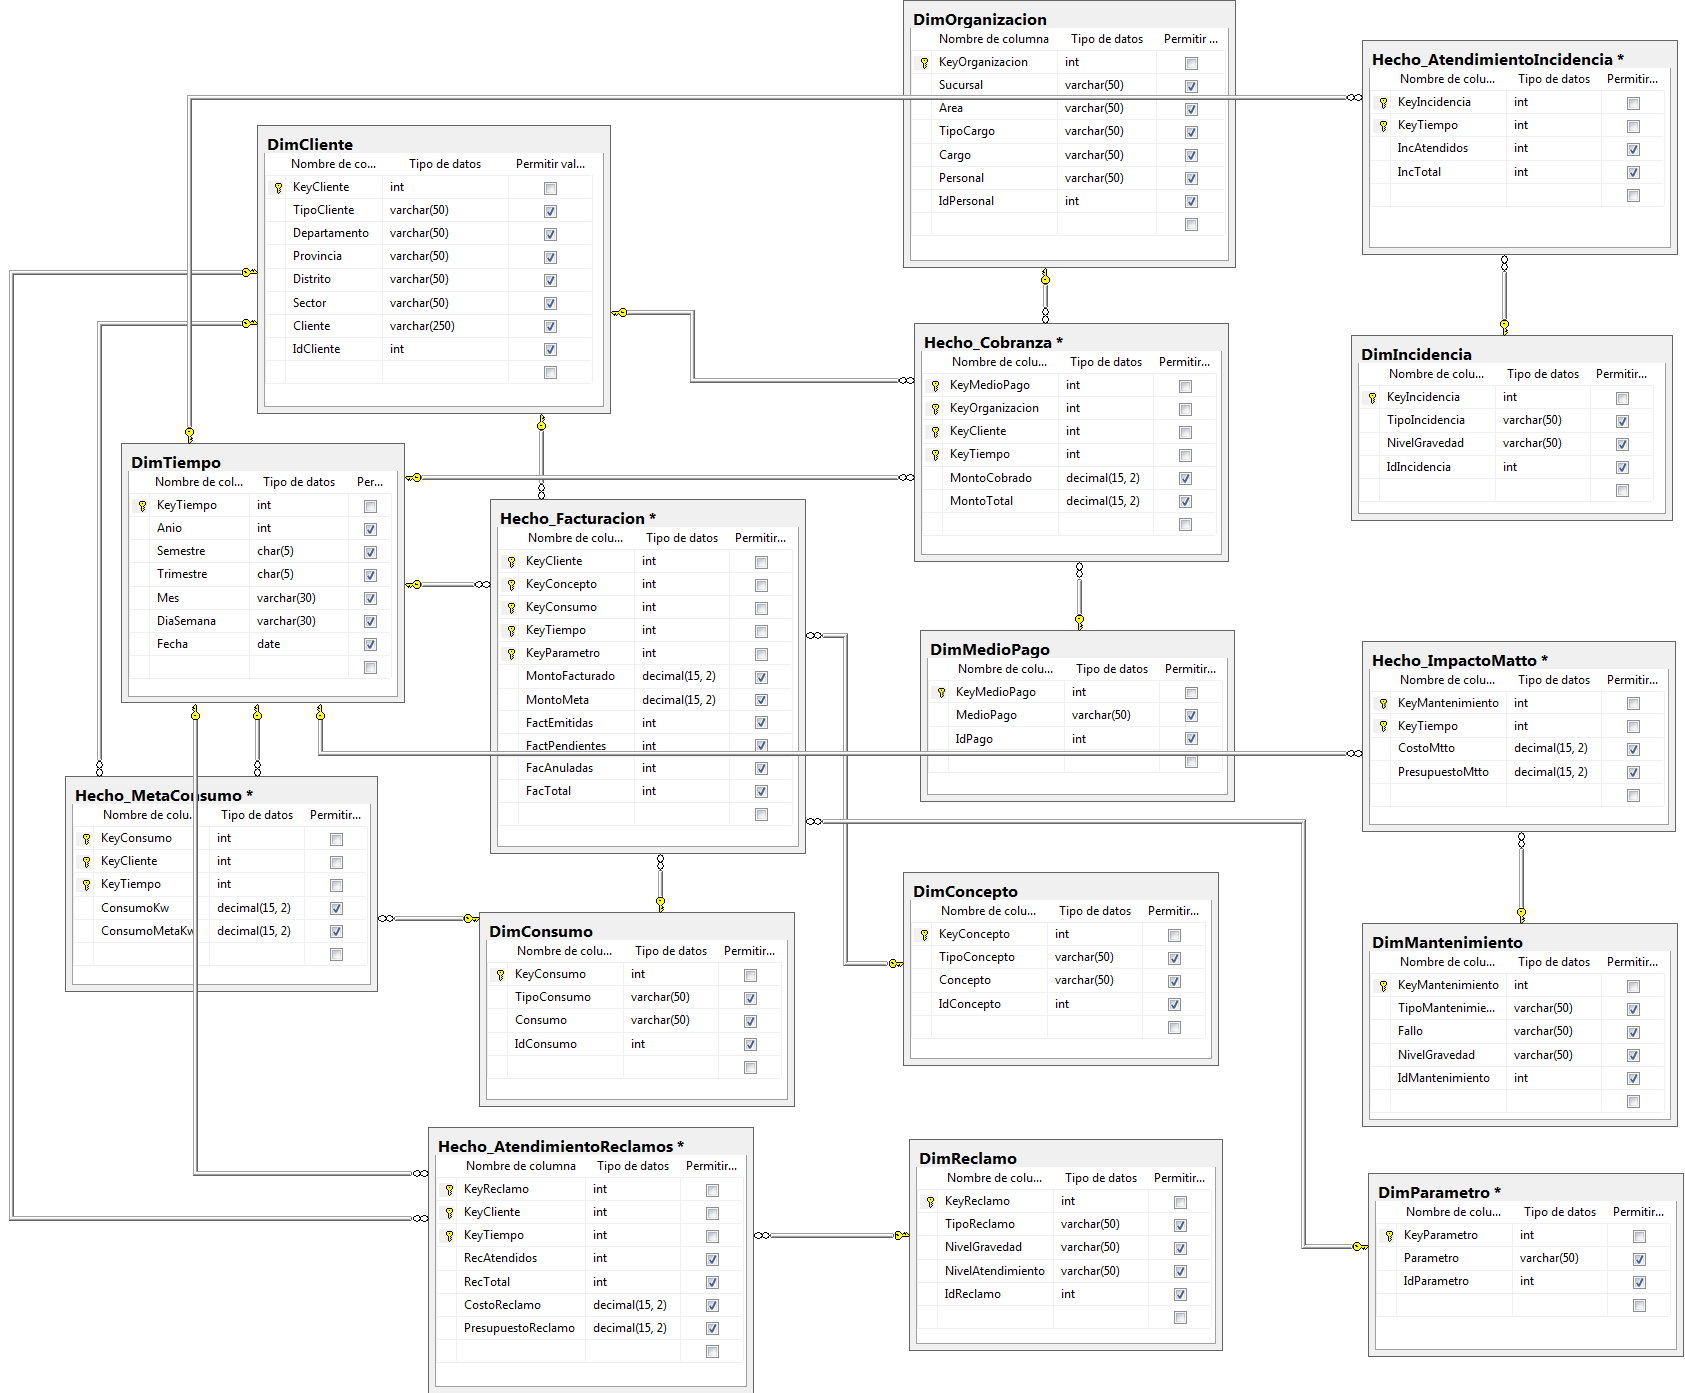 DimOrganizacion
Nombre de columna Tipo de datos Permitir ...
KeyOrganizacion int
Sucursal varchar(50)
Area varchar(50)
TipoCargo varchar(50)
Cargo varchar(50)
Personal varchar(50)
IdPersonal int
Hecho_AtendimientoIncidencia *
Nombre de colu... Tipo de datos Permitir...
KeyIncidencia int
KeyTiempo int
IncAtendidos int
IncTotal int
DimCliente
Nombre de co... Tipo de datos Permitir val...
KeyCliente int
TipoCliente varchar(50)
Departamento varchar(50)
Provincia varchar(50)
Distrito varchar(50)
Sector varchar(50)
Cliente varchar(250)
IdCliente int
Hecho_Cobranza *
Nombre de colu... Tipo de datos Permitir...
KeyMedioPago int
KeyOrganizacion int
KeyCliente int
KeyTiempo int
MontoCobrado decimal(15, 2)
MontoTotal decimal(15, 2)
DimIncidencia
Nombre de colu... Tipo de datos Permitir...
KeyIncidencia int
TipoIncidencia varchar(50)
NivelGravedad varchar(50)
IdIncidencia int
DimTiempo
Nombre de col... Tipo de datos Per...
KeyTiempo int
Anio int
Semestre char(5)
Trimestre char(5)
Mes varchar(30)
DiaSemana varchar(30)
Fecha date
Hecho_Facturacion *
Nombre de colu... Tipo de datos Permitir...
KeyCliente int
KeyConcepto int
KeyConsumo int
KeyTiempo int
KeyParametro int
MontoFacturado decimal(15, 2)
MontoMeta decimal(15, 2)
FactEmitidas int
FactPendientes int
FacAnuladas int
FacTotal int
DimMedioPago
Nombre de colu... Tipo de datos Permitir...
KeyMedioPago int
MedioPago varchar(50)
IdPago int
Hecho_ImpactoMatto *
Nombre de colu... Tipo de datos Permitir...
KeyMantenimiento int
KeyTiempo int
CostoMtto decimal(15, 2)
PresupuestoMtto decimal(15, 2)
Hecho_MetaConsumo *
Nombre de colu... Tipo de datos Permitir...
KeyConsumo int
KeyCliente int
KeyTiempo int
ConsumoKw decimal(15, 2)
ConsumoMetaKw decimal(15, 2)
DimConsumo
Nombre de colu... Tipo de datos Permitir...
KeyConsumo int
TipoConsumo varchar(50)
Consumo varchar(50)
IdConsumo int
DimConcepto
Nombre de colu... Tipo de datos Permitir...
KeyConcepto int
TipoConcepto varchar(50)
Concepto varchar(50)
IdConcepto int
DimMantenimiento
Nombre de colu... Tipo de datos Permitir...
KeyMantenimiento int
TipoMantenimie... varchar(50)
Fallo varchar(50)
NivelGravedad varchar(50)
IdMantenimiento int
Hecho_AtendimientoReclamos *
Nombre de columna Tipo de datos Permitir...
KeyReclamo int
KeyCliente int
KeyTiempo int
RecAtendidos int
RecTotal int
CostoReclamo decimal(15, 2)
PresupuestoReclamo decimal(15, 2)
DimReclamo
Nombre de colu... Tipo de datos Permitir...
KeyReclamo int
TipoReclamo varchar(50)
NivelGravedad varchar(50)
NivelAtendimiento varchar(50)
IdReclamo int
DimParametro *
Nombre de colu... Tipo de datos Permitir...
KeyParametro int
Parametro varchar(50)
IdParametro int